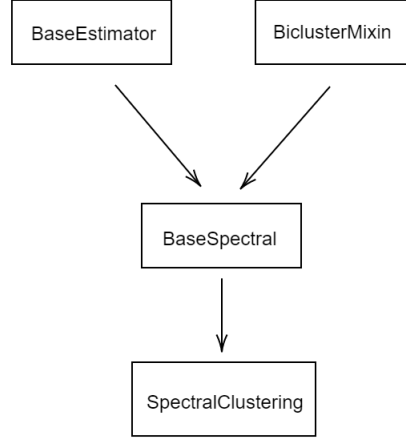 BaseEstimator
BiclusterMixin
BaseSpectral
SpectralClustering